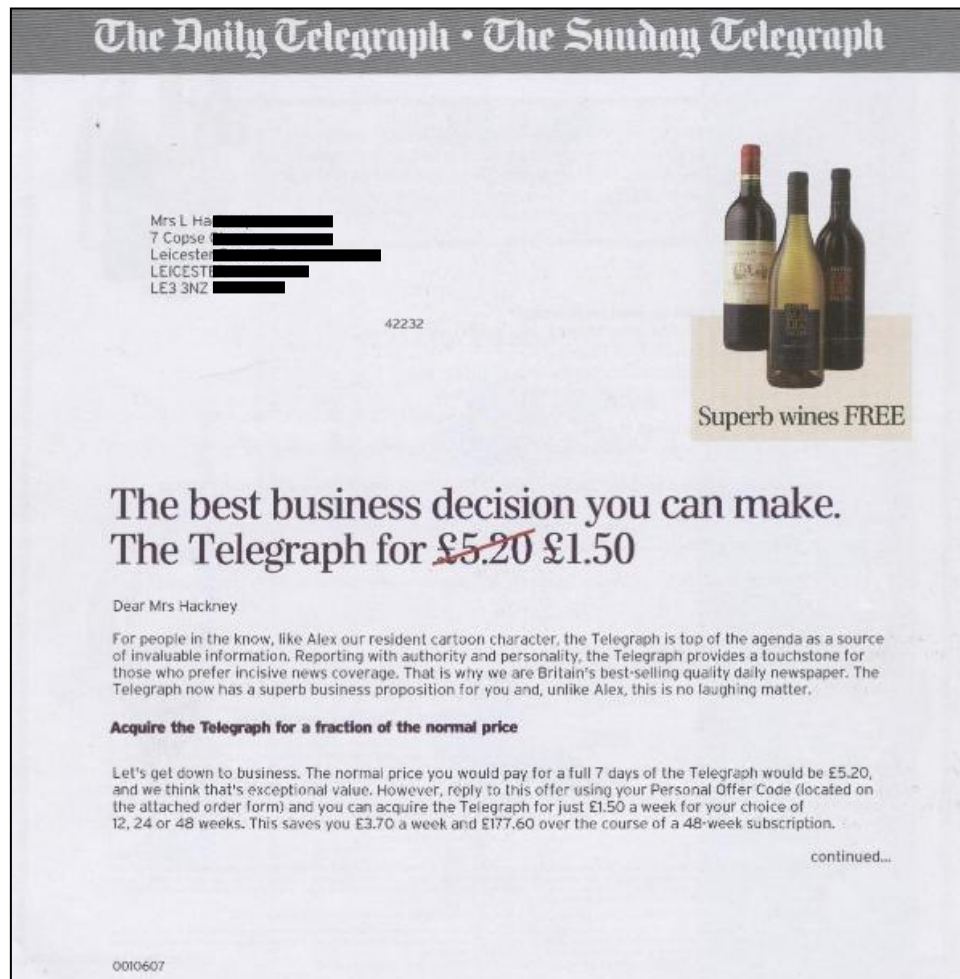 The Daily Telegraph • The Sunday Telegraph
Mrs L Ha
7 Copse
Leicester
LEICESTE
LE3 3NZ
42232
Superb wines FREE
The best business decision you can make.
The Telegraph for £5.20 £1.50
Dear Mrs Hackney
For people in the know, like Alex our resident cartoon character, the Telegraph is top of the agenda as a source
of invaluable information. Reporting with authority and personality, the Telegraph provides a touchstone for
those who prefer incisive news coverage. That is why we are Britain's best-selling quality daily newspaper. The
Telegraph now has a superb business proposition for you and, unlike Alex, this is no laughing matter.
Acquire the Telegraph for a fraction of the normal price
Let's get down to business. The normal price you would pay for a full 7 days of the Telegraph would be £5.20,
and we think that's exceptional value. However, reply to this offer using your Personal Offer Code (located on
the attached order form) and you can acquire the Telegraph for just £1.50 a week for your choice of
12, 24 or 48 weeks. This saves you £3.70 a week and £177.60 over the course of a 48-week subscription.
continued...
0010607